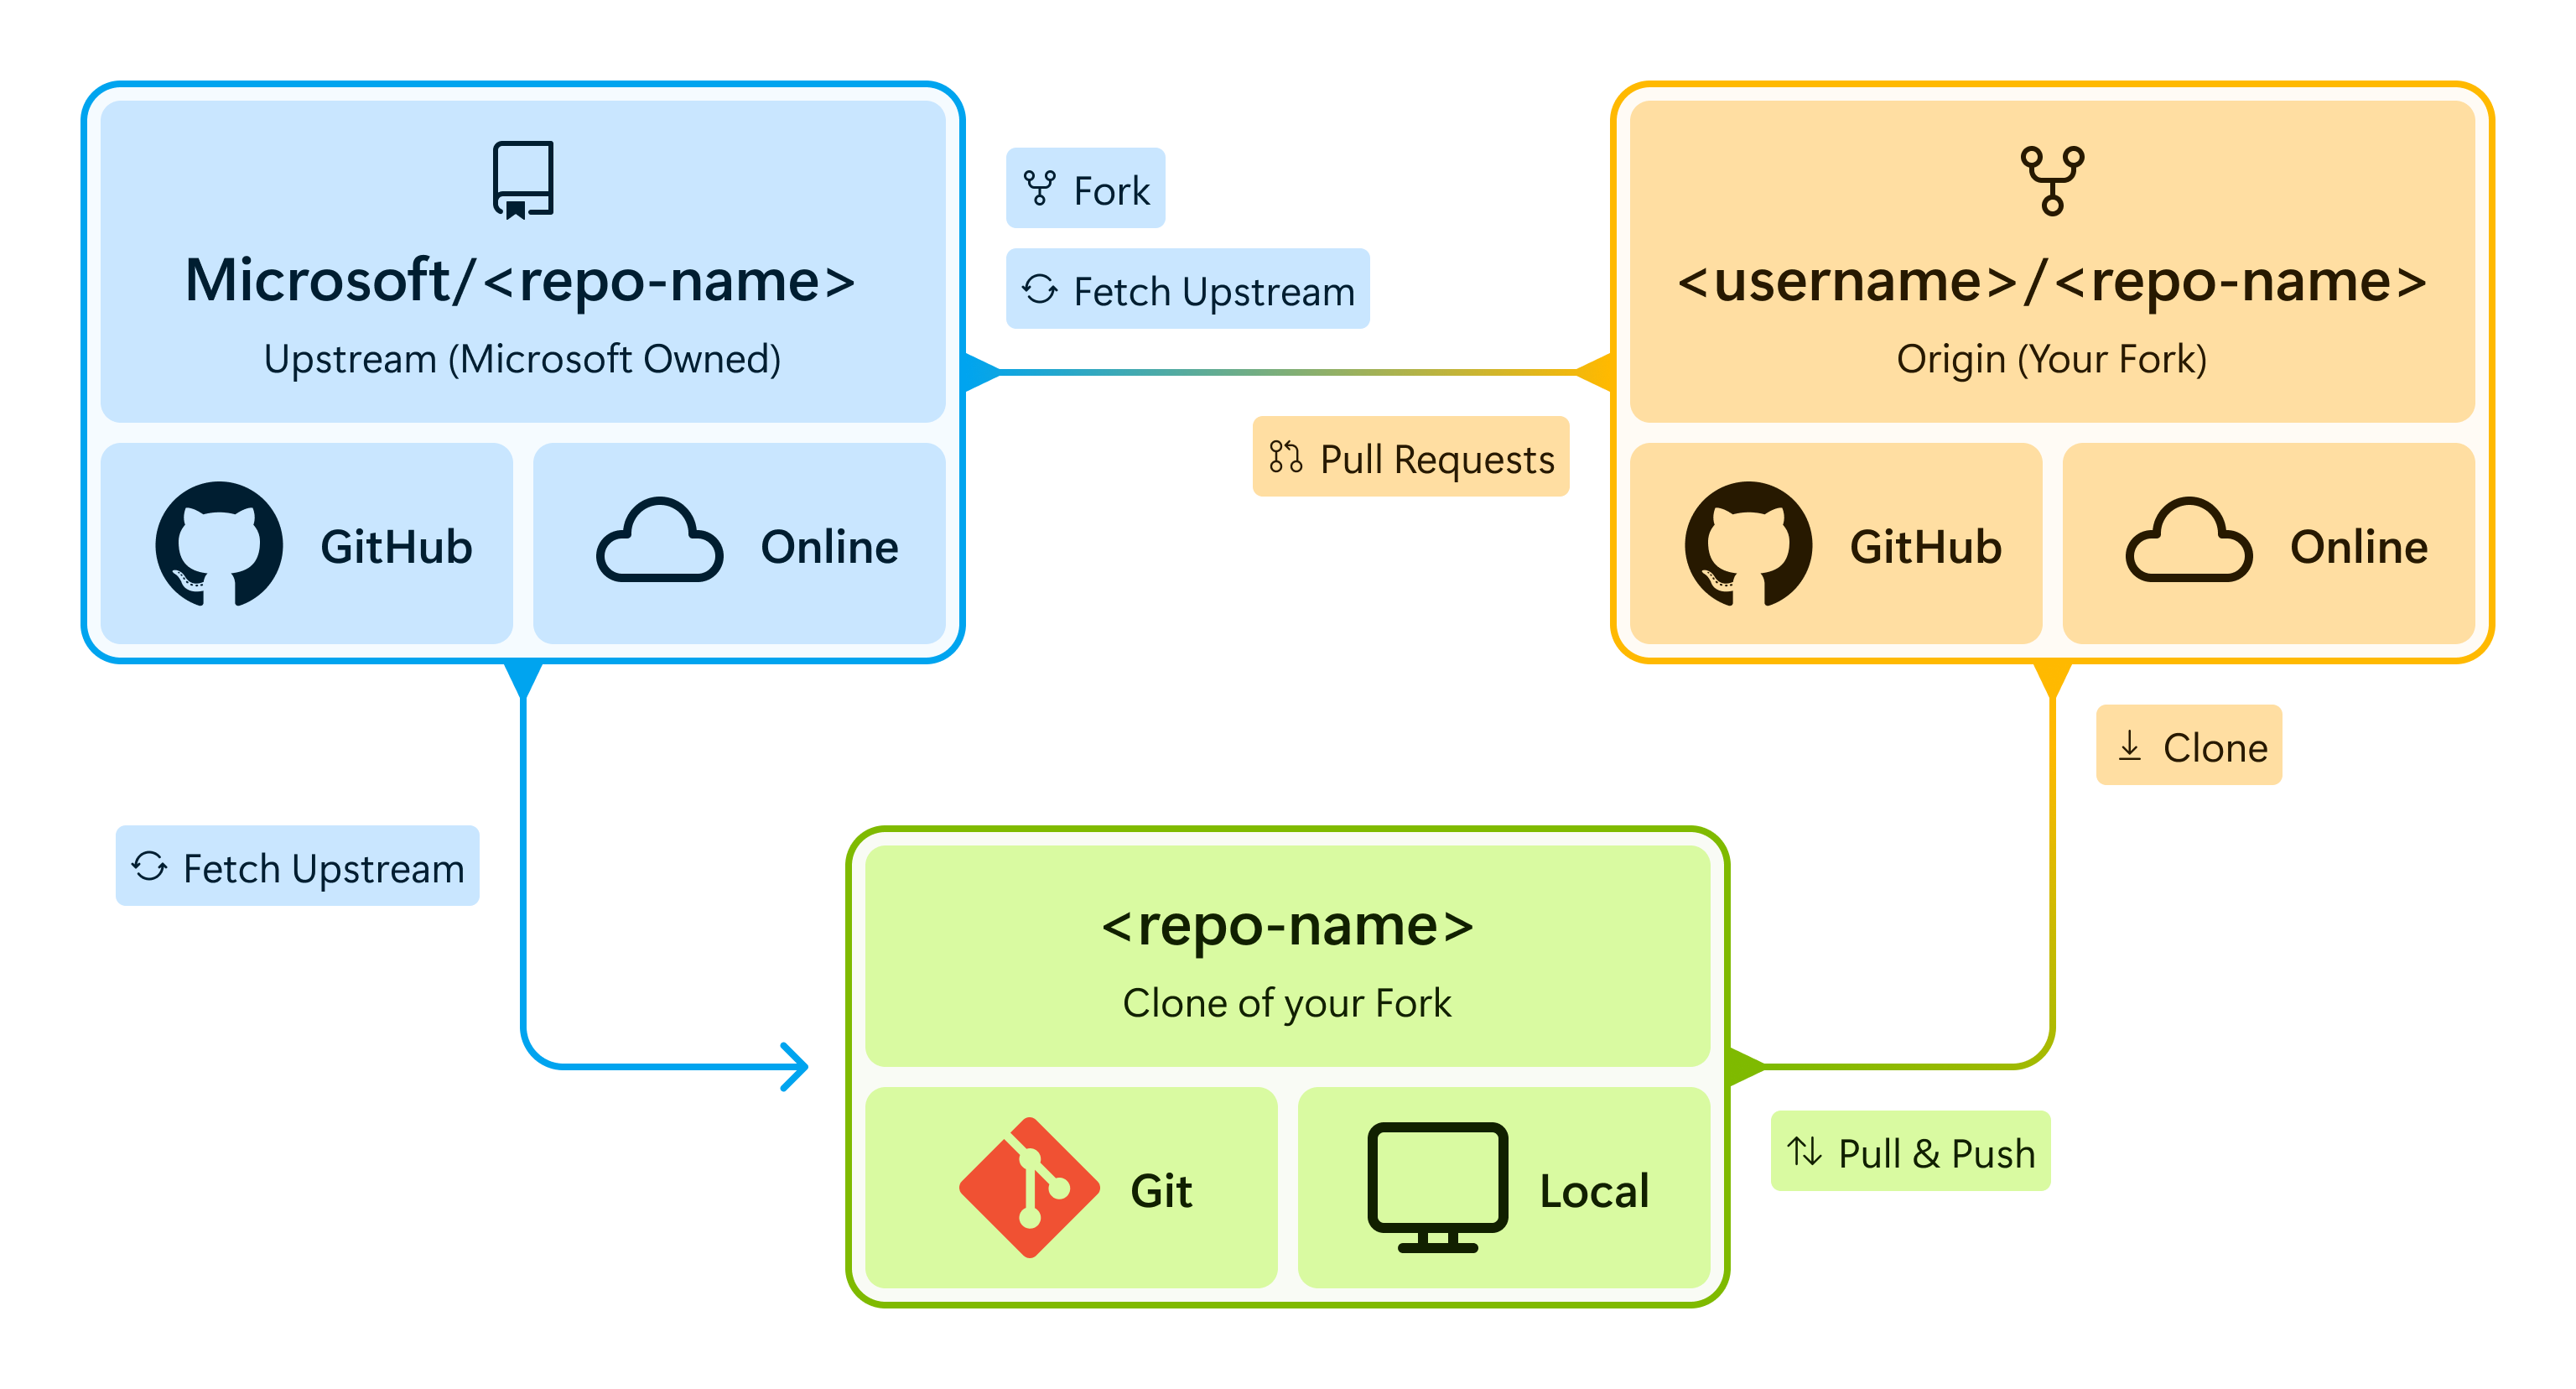 Microsoft/<repo-name>
Upstream (Microsoft Owned)
GitHub
Online
Fork
Fetch Upstream
Pull Requests
<username>/<repo-name>
Origin (Your Fork)
GitHub
Online
Clone
Fetch Upstream
<repo-name>
Clone of your Fork
Git
Local
Pull & Push